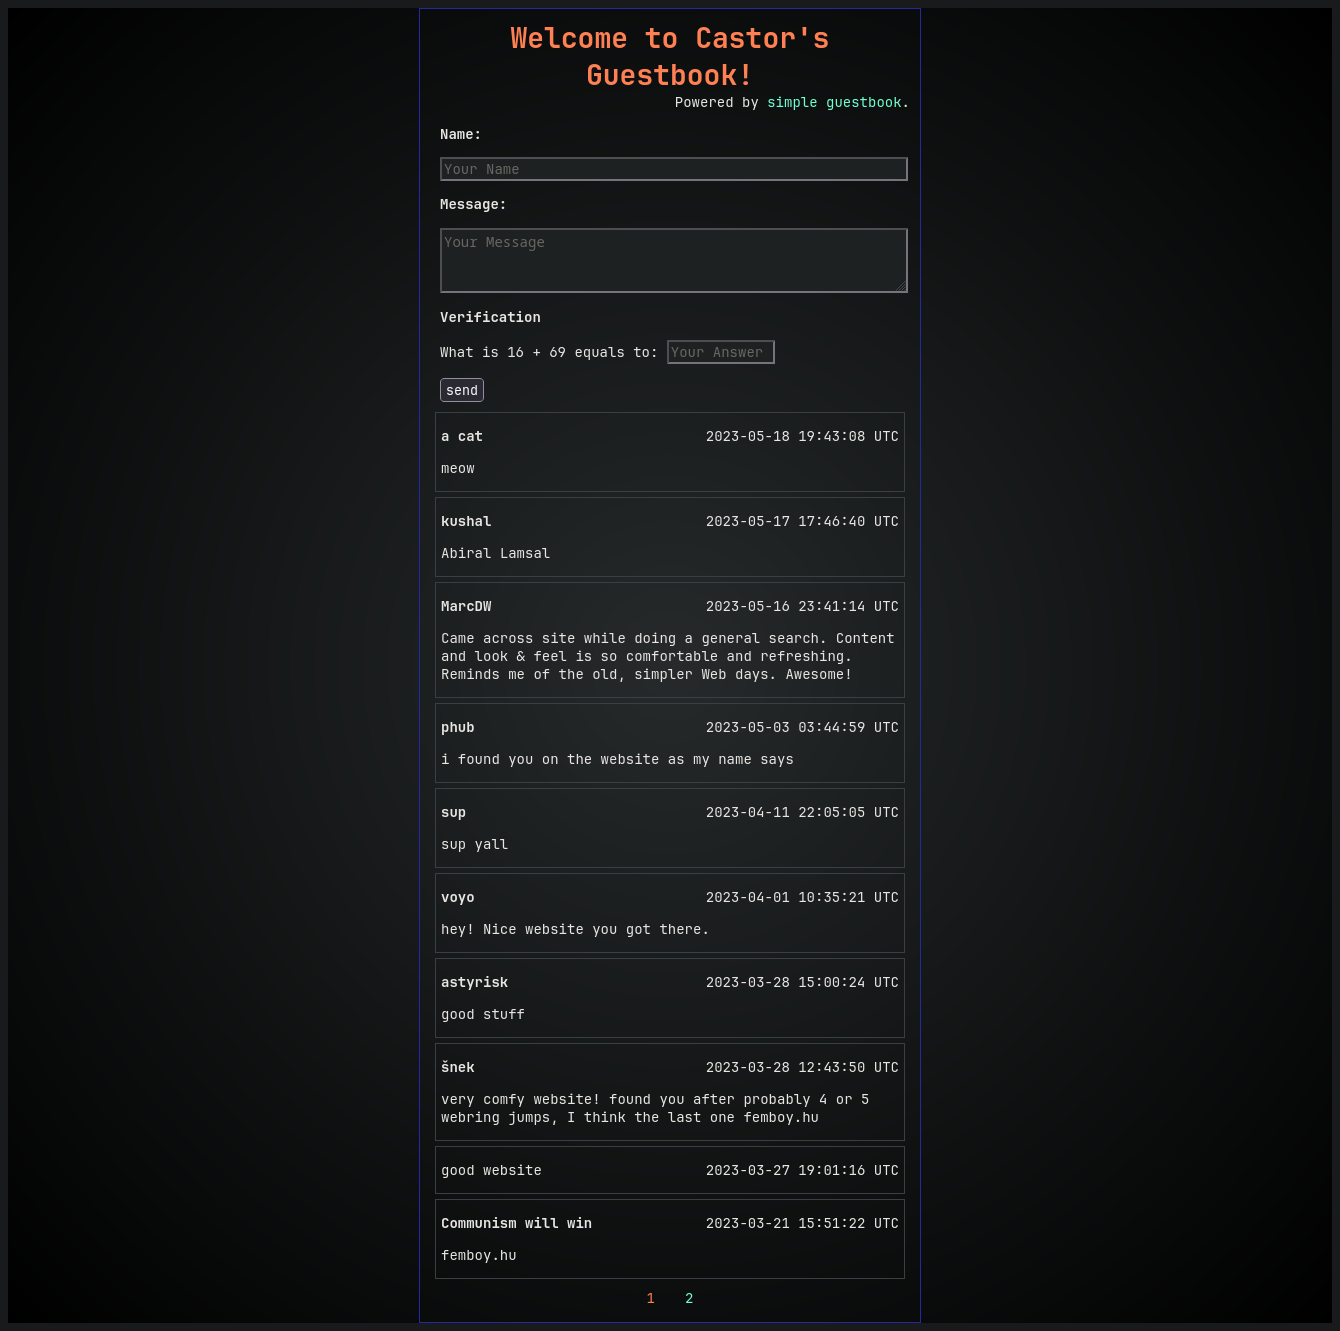 Welcome to Castor's
Guestbook!
Powered by simple guestbook.
Name:
Your Name
Message:
Your Message
Verification
What is 16 + 69 equals to: Your Answer
send
a cat 2023-05-18 19:43:08 UTC
meow
kushal 2023-05-17 17:46:40 UTC
Abiral Lamsal
MarcDW 2023-05-16 23:41:14 UTC
Came across site while doing a general search. Content
and look & feel is so comfortable and refreshing.
Reminds me of the old, simpler Web days. Awesome!
phub 2023-05-03 03:44:59 UTC
i found you on the website as my name says
sup 2023-04-11 22:05:05 UTC
sup yall
voyo 2023-04-01 10:35:21 UTC
hey! Nice website you got there.
astyrisk 2023-03-28 15:00:24 UTC
good stuff
šnek 2023-03-28 12:43:50 UTC
very comfy website! found you after probably 4 or 5
webring jumps, I think the last one femboy.hu
good website 2023-03-27 19:01:16 UTC
Communism will win 2023-03-21 15:51:22 UTC
femboy.hu
1 2